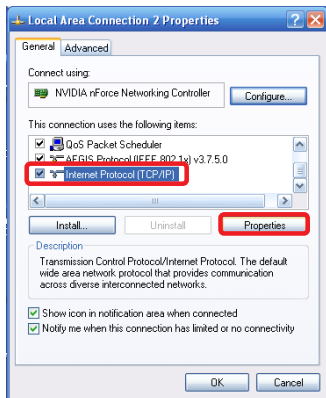 Local Area Connection 2 Properties
General Advanced
Connect using:
NVIDIA nForce Networking Controller
Configure...
This connection uses the following items:
QoS Packet Scheduler
AEGIS Protocol (IEEE 802.1x) v3.7.5.0
Internet Protocol (TCP/IP)
Install... Uninstall Properties
Description
Transmission Control Protocol/Internet Protocol. The default
wide area network protocol that provides communication
across diverse interconnected networks.
Show icon in notification area when connected
Notify me when this connection has limited or no connectivity
OK Cancel